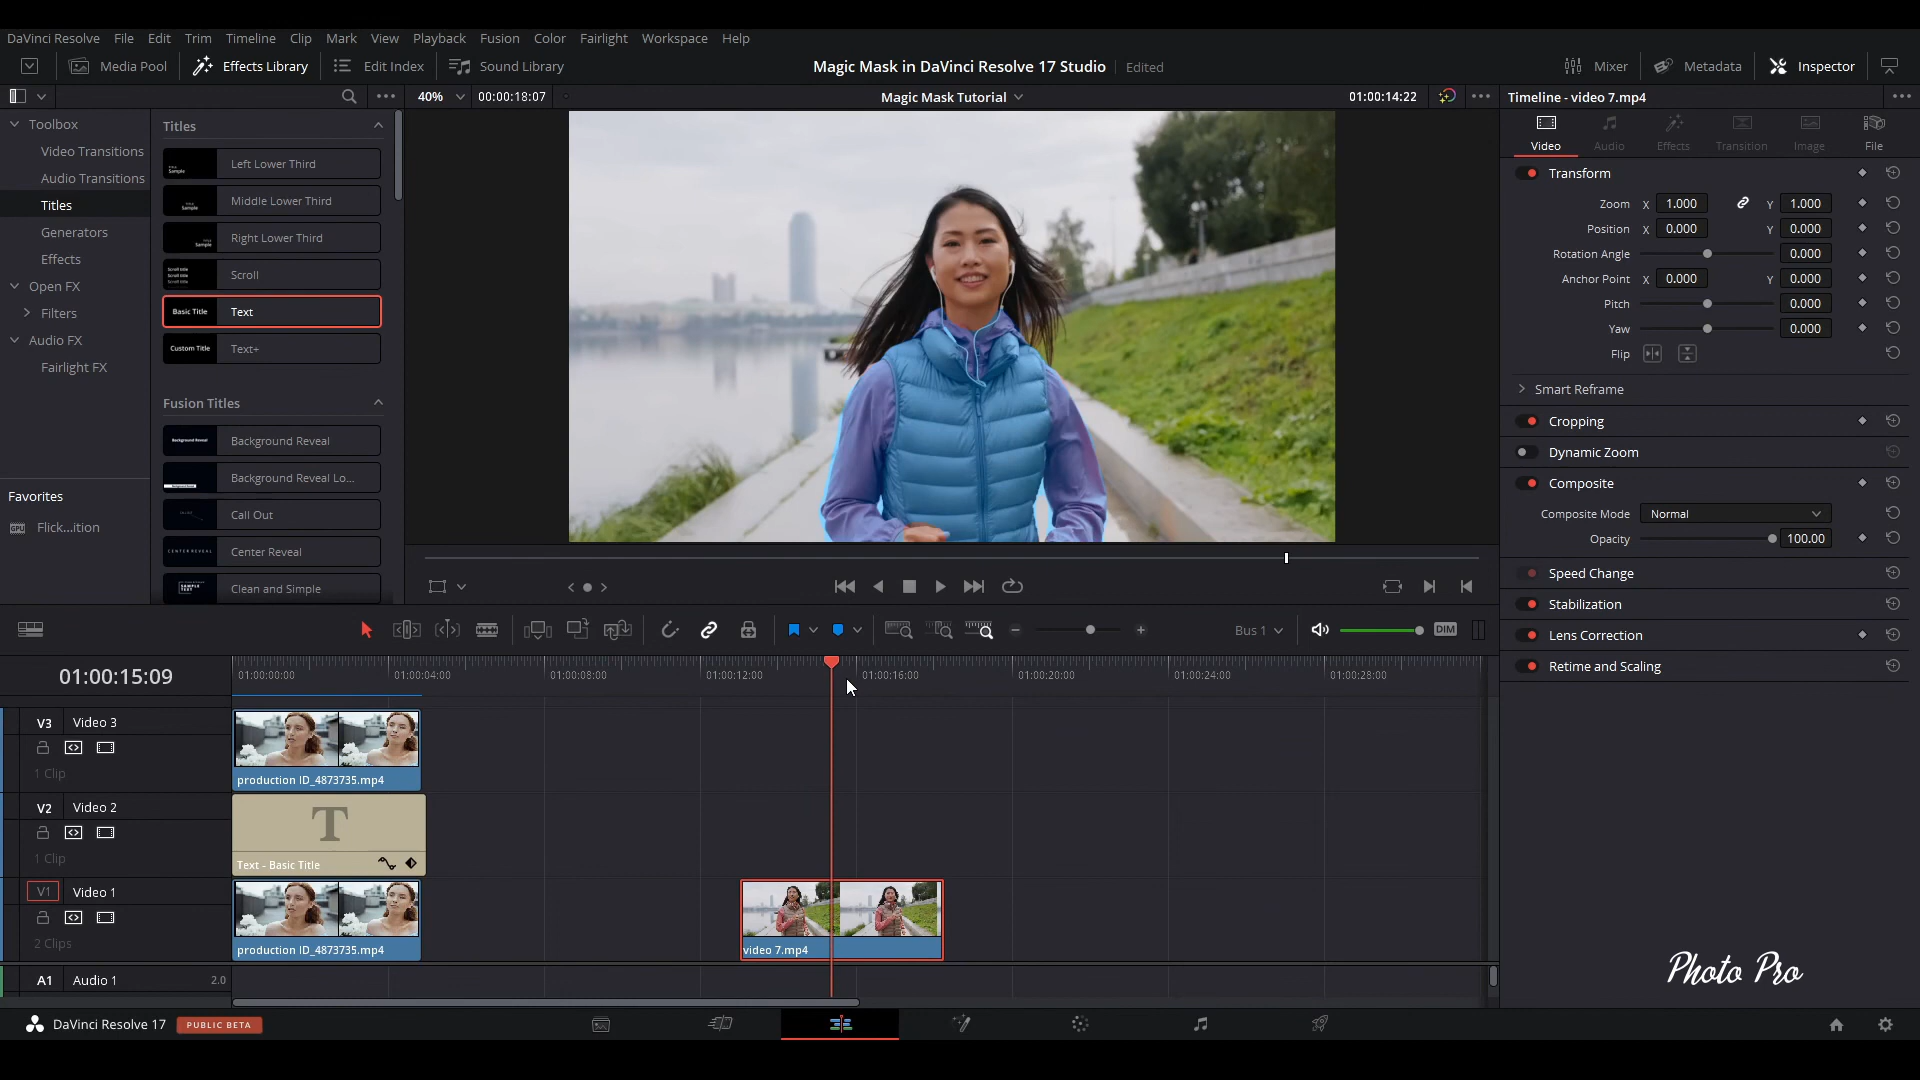 DaVinci Resolve File Edit Trim Timeline Clip Mark View Playback Fusion Color Fairlight Workspace Help
Media Pool Effects Library Edit Index Sound Library Magic Mask in DaVinci Resolve 17 Studio Edited Mixer Metadata Inspector
40% 00:00:18:07 Magic Mask Tutorial 01:00:14:22 Timeline - video 7.mp4
Toolbox
Video Transitions
Audio Transitions
Titles
Generators
Effects
Open FX
Filters
Audio FX
Fairlight FX
Favorites
Flick...ition
Titles
Left Lower Third
Middle Lower Third
Right Lower Third
Scroll
Basic Title Text
Custom Title Text+
Fusion Titles
Background Reveal Background Reveal
Background Reveal Lo...
Call Out
CENTER REVEAL Center Reveal
SAMPLE TEXT Clean and Simple
Video Audio Effects Transition Image File
Transform
Zoom X 1.000 Y 1.000
Position X 0.000 Y 0.000
Rotation Angle 0.000
Anchor Point X 0.000 Y 0.000
Pitch 0.000
Yaw 0.000
Flip
Smart Reframe
Cropping
Dynamic Zoom
Composite
Composite Mode Normal
Opacity 100.00
Speed Change
Stabilization
Lens Correction
Retime and Scaling
Bus 1 DIM
01:00:15:09
01:00:00:00 01:00:04:00 01:00:08:00 01:00:12:00 01:00:16:00 01:00:20:00 01:00:24:00 01:00:28:00
V3 Video 3
1 Clip
production ID_4873735.mp4
V2 Video 2
1 Clip
T
Text - Basic Title
V1 Video 1
2 Clips
production ID_4873735.mp4
video 7.mp4
A1 Audio 1 2.0
Photo Pro
DaVinci Resolve 17 PUBLIC BETA